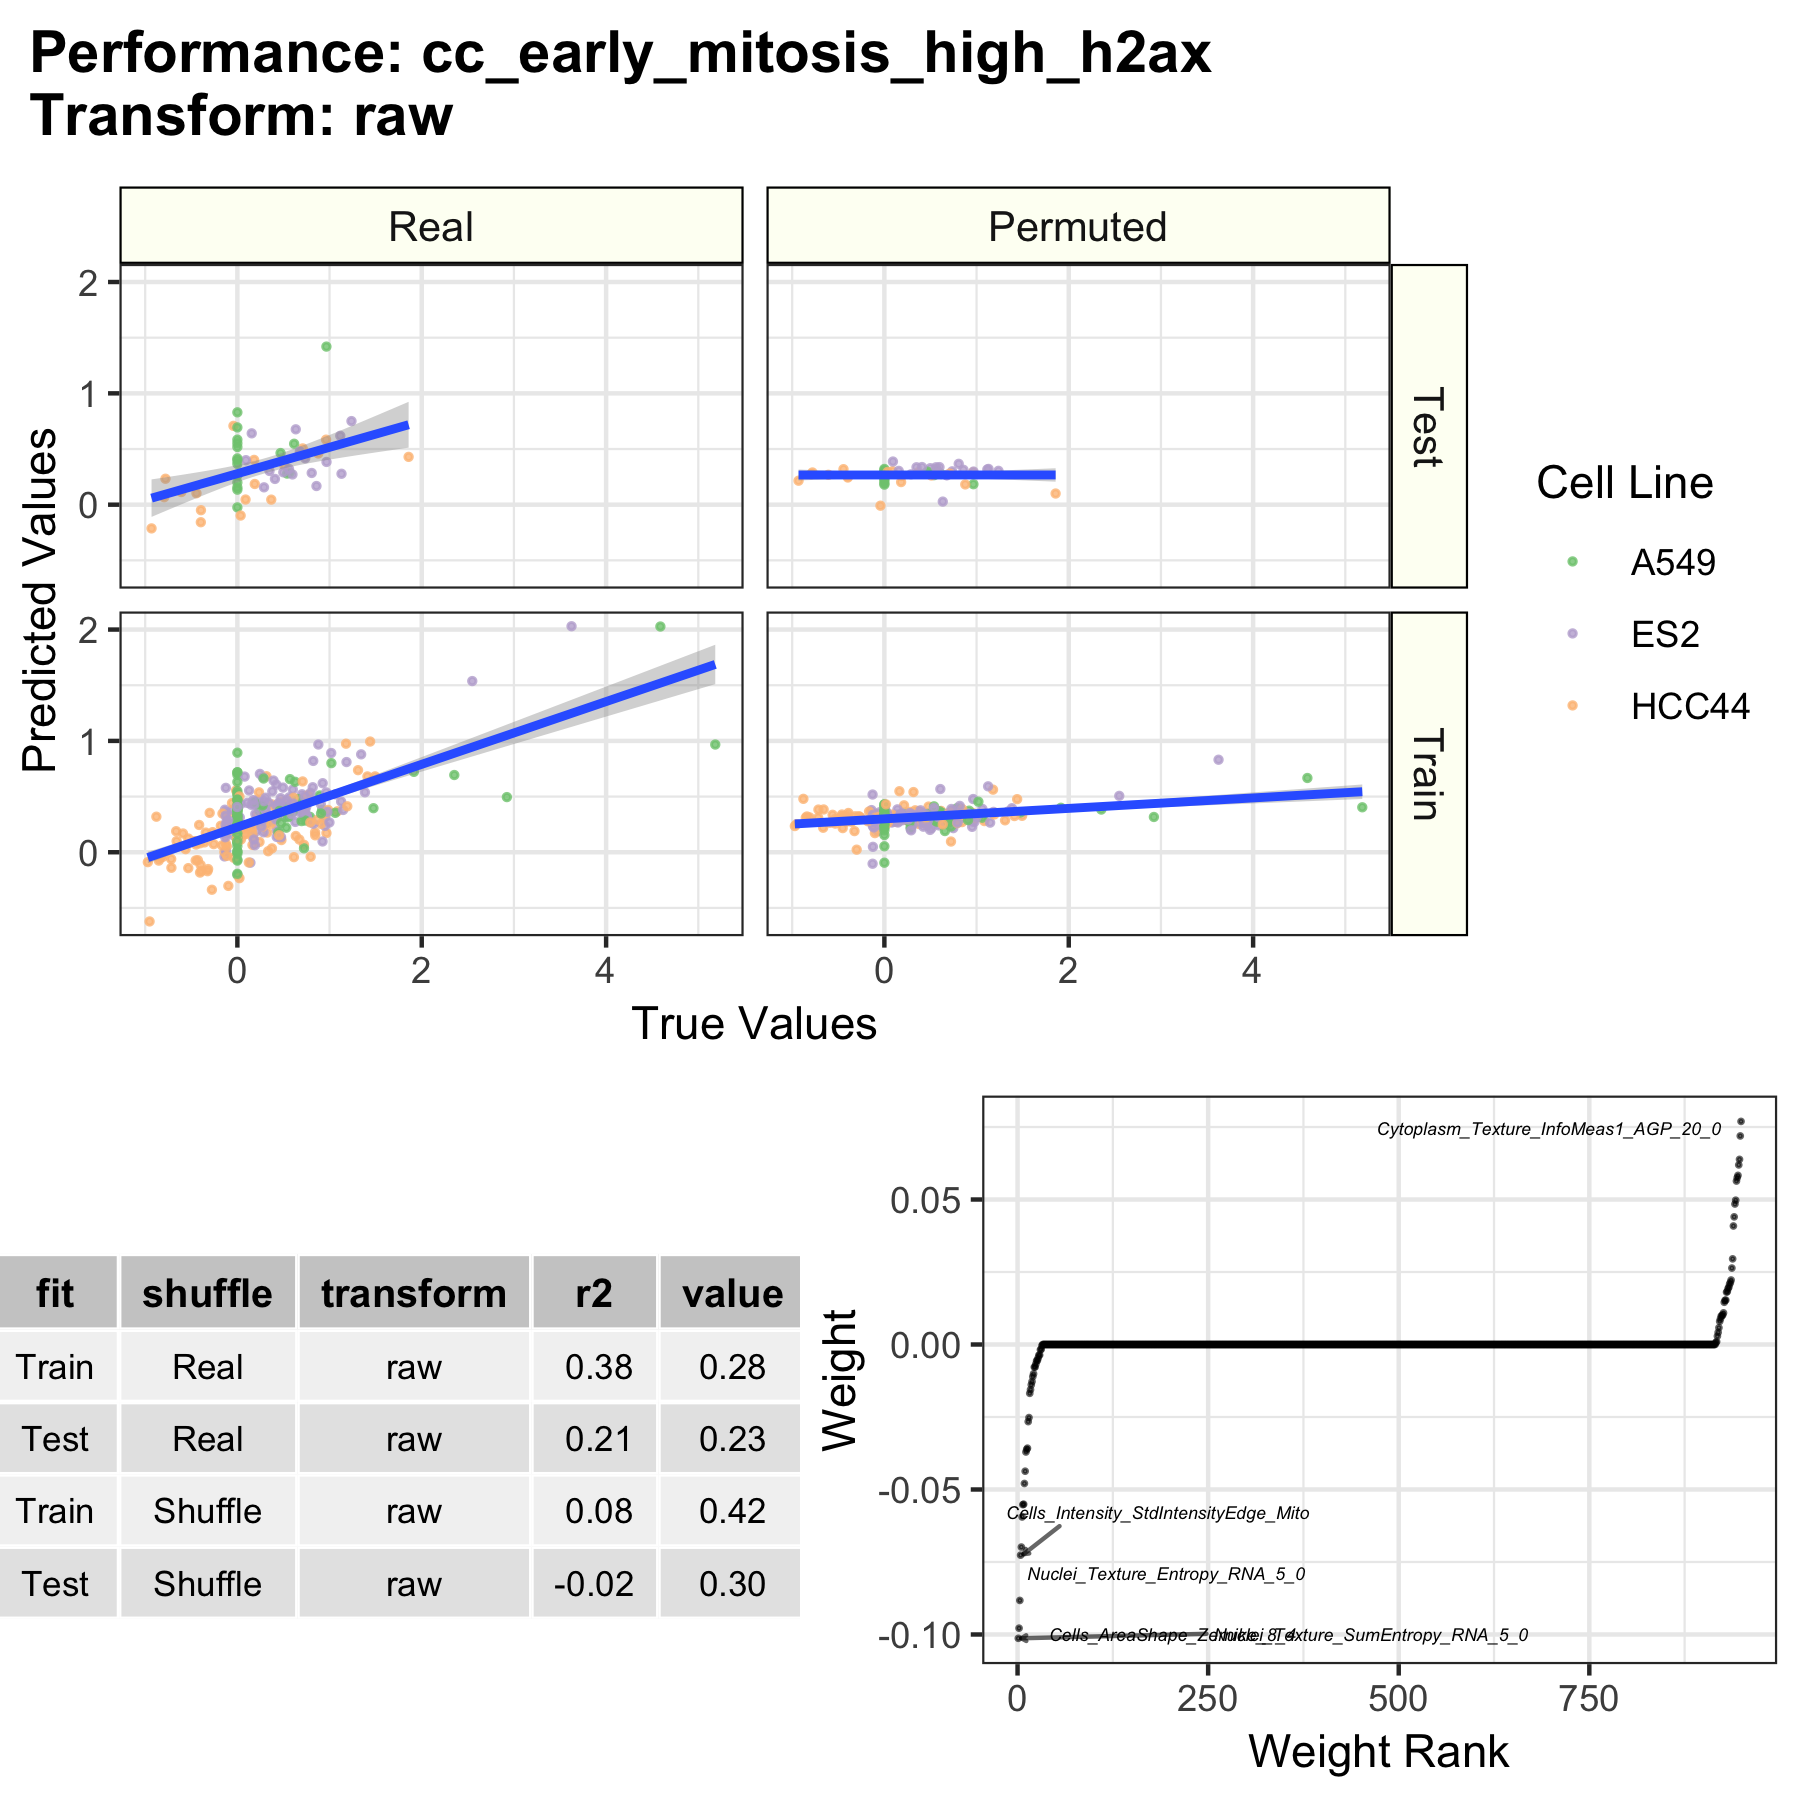 Performance: cc_early_mitosis_high_h2ax
Transform: raw
Real
Permuted
2
1
0
Test
2
1
0
Train
Predicted Values
0
2
4
0
2
4
True Values
Cell Line
A549
ES2
HCC44
fit shuffle transform r2 value
Train Real raw 0.38 0.28
Test Real raw 0.21 0.23
Train Shuffle raw 0.08 0.42
Test Shuffle raw -0.02 0.30
Weight
0.05
0.00
-0.05
-0.10
Cytoplasm_Texture_InfoMeas1_AGP_20_0
Cells_Intensity_StdIntensityEdge_Mito
Nuclei_Texture_Entropy_RNA_5_0
Cells_AreaShape_Zernike_8_4
Nuclei_Texture_SumEntropy_RNA_5_0
0
250
500
750
Weight Rank